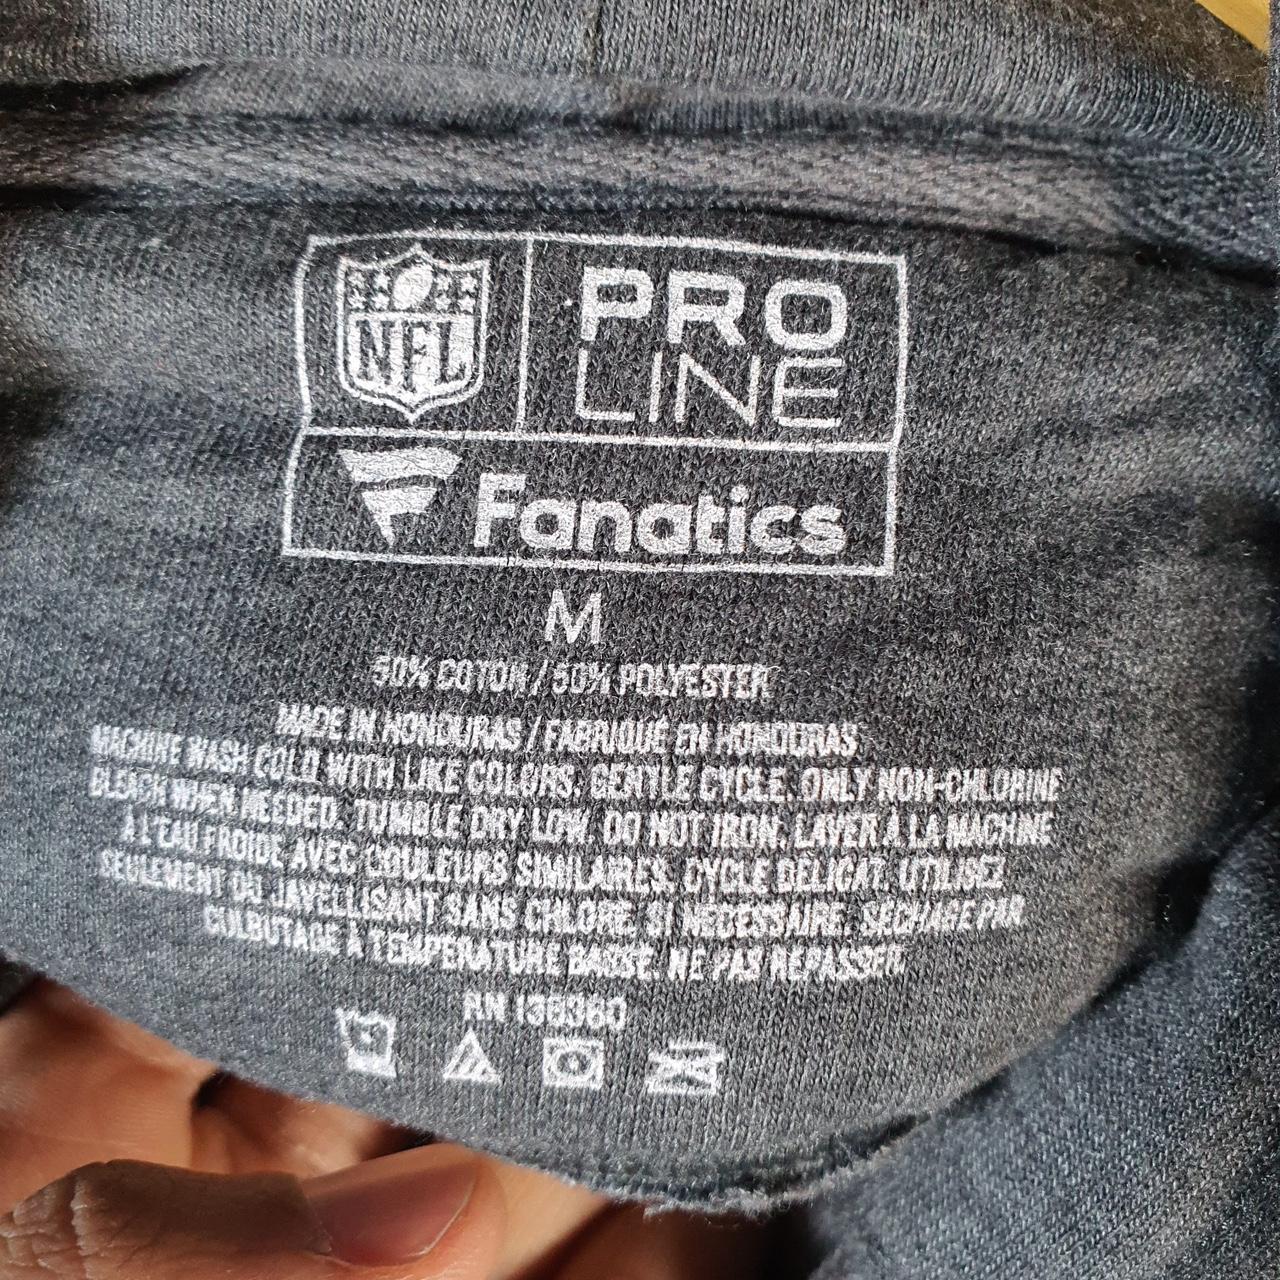 NFL
PRO
LINE
Fanatics
M
50% COTON / 50% POLYESTER
MADE IN HONDURAS / FABRIQUÉ EN HONDURAS
MACHINE WASH COLD WITH LIKE COLORS. GENTLE CYCLE. ONLY NON-CHLORINE
BLEACH WHEN NEEDED. TUMBLE DRY LOW. DO NOT IRON. LAVER À LA MACHINE
À L'EAU FROIDE AVEC COULEURS SIMILAIRES. CYCLE DÉLICAT. UTILISEZ
SEULEMENT DU JAVELLISANT SANS CHLORE, SI NÉCESSAIRE. SÉCHAGE PAR
CULBUTAGE À TEMPÉRATURE BASSE. NE PAS REPASSER.
RN